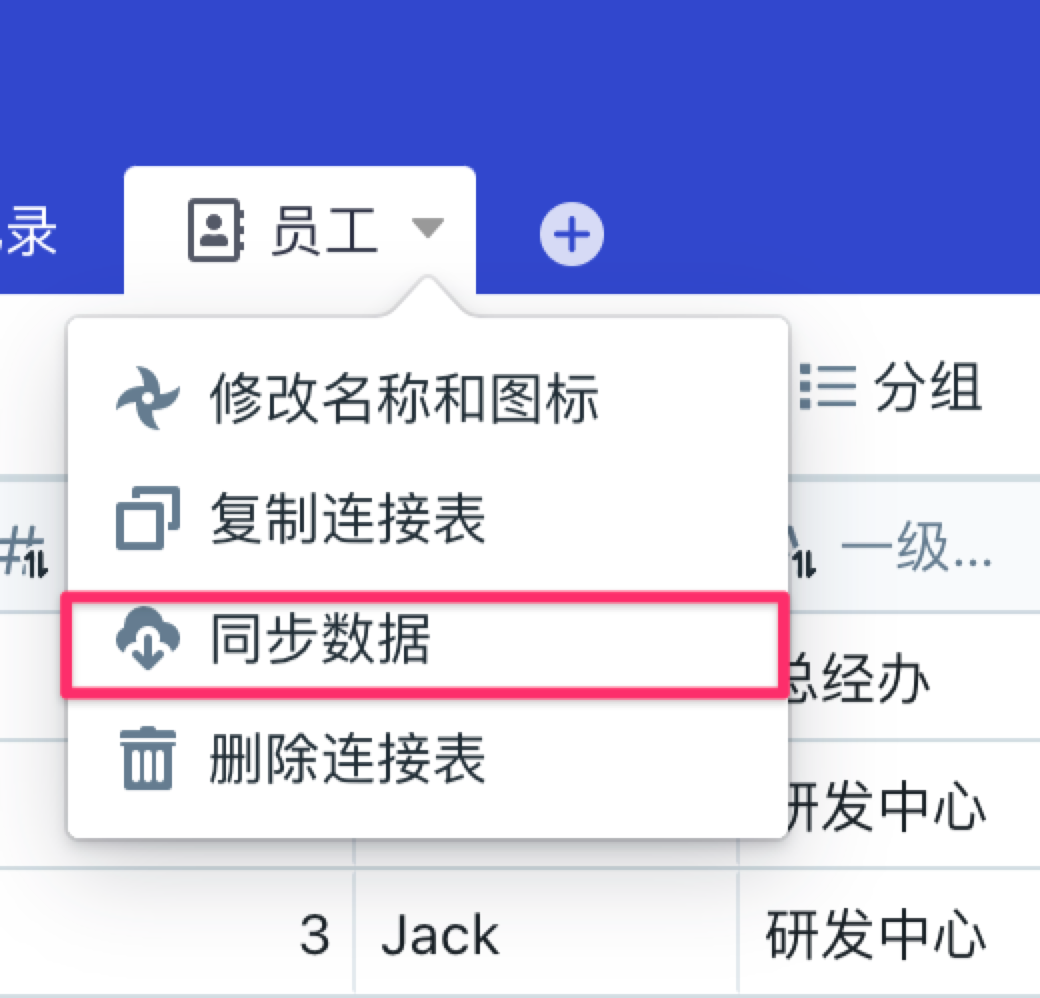 录
员工
修改名称和图标
分组
复制连接表
#
一级...
同步数据
总经办
删除连接表
研发中心
3 Jack 研发中心